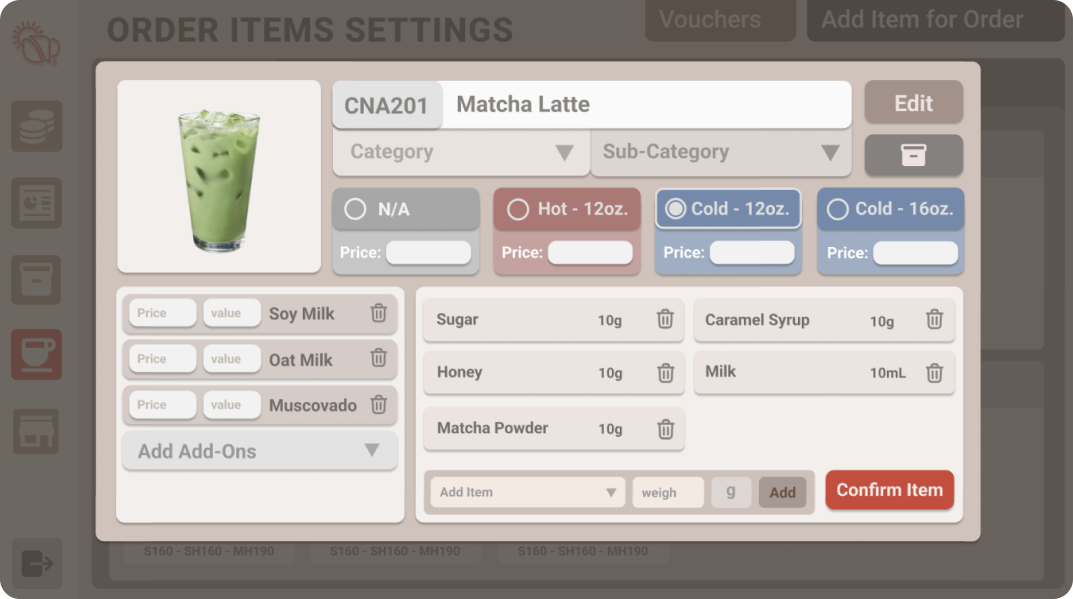 ORDER ITEMS SETTINGS
Vouchers
Add Item for Order
CNA201
Matcha Latte
Edit
Category
Sub-Category
N/A
Hot - 12oz.
Cold - 12oz.
Cold - 16oz.
Price:
Price:
Price:
Price:
Price value Soy Milk
Price value Oat Milk
Price value Muscovado
Add Add-Ons
Sugar 10g
Caramel Syrup 10g
Honey 10g
Milk 10mL
Matcha Powder 10g
Add Item
weigh
g
Add
Confirm Item
S160 - SH160 - MH190
S160 - SH160 - MH190
S160 - SH160 - MH190